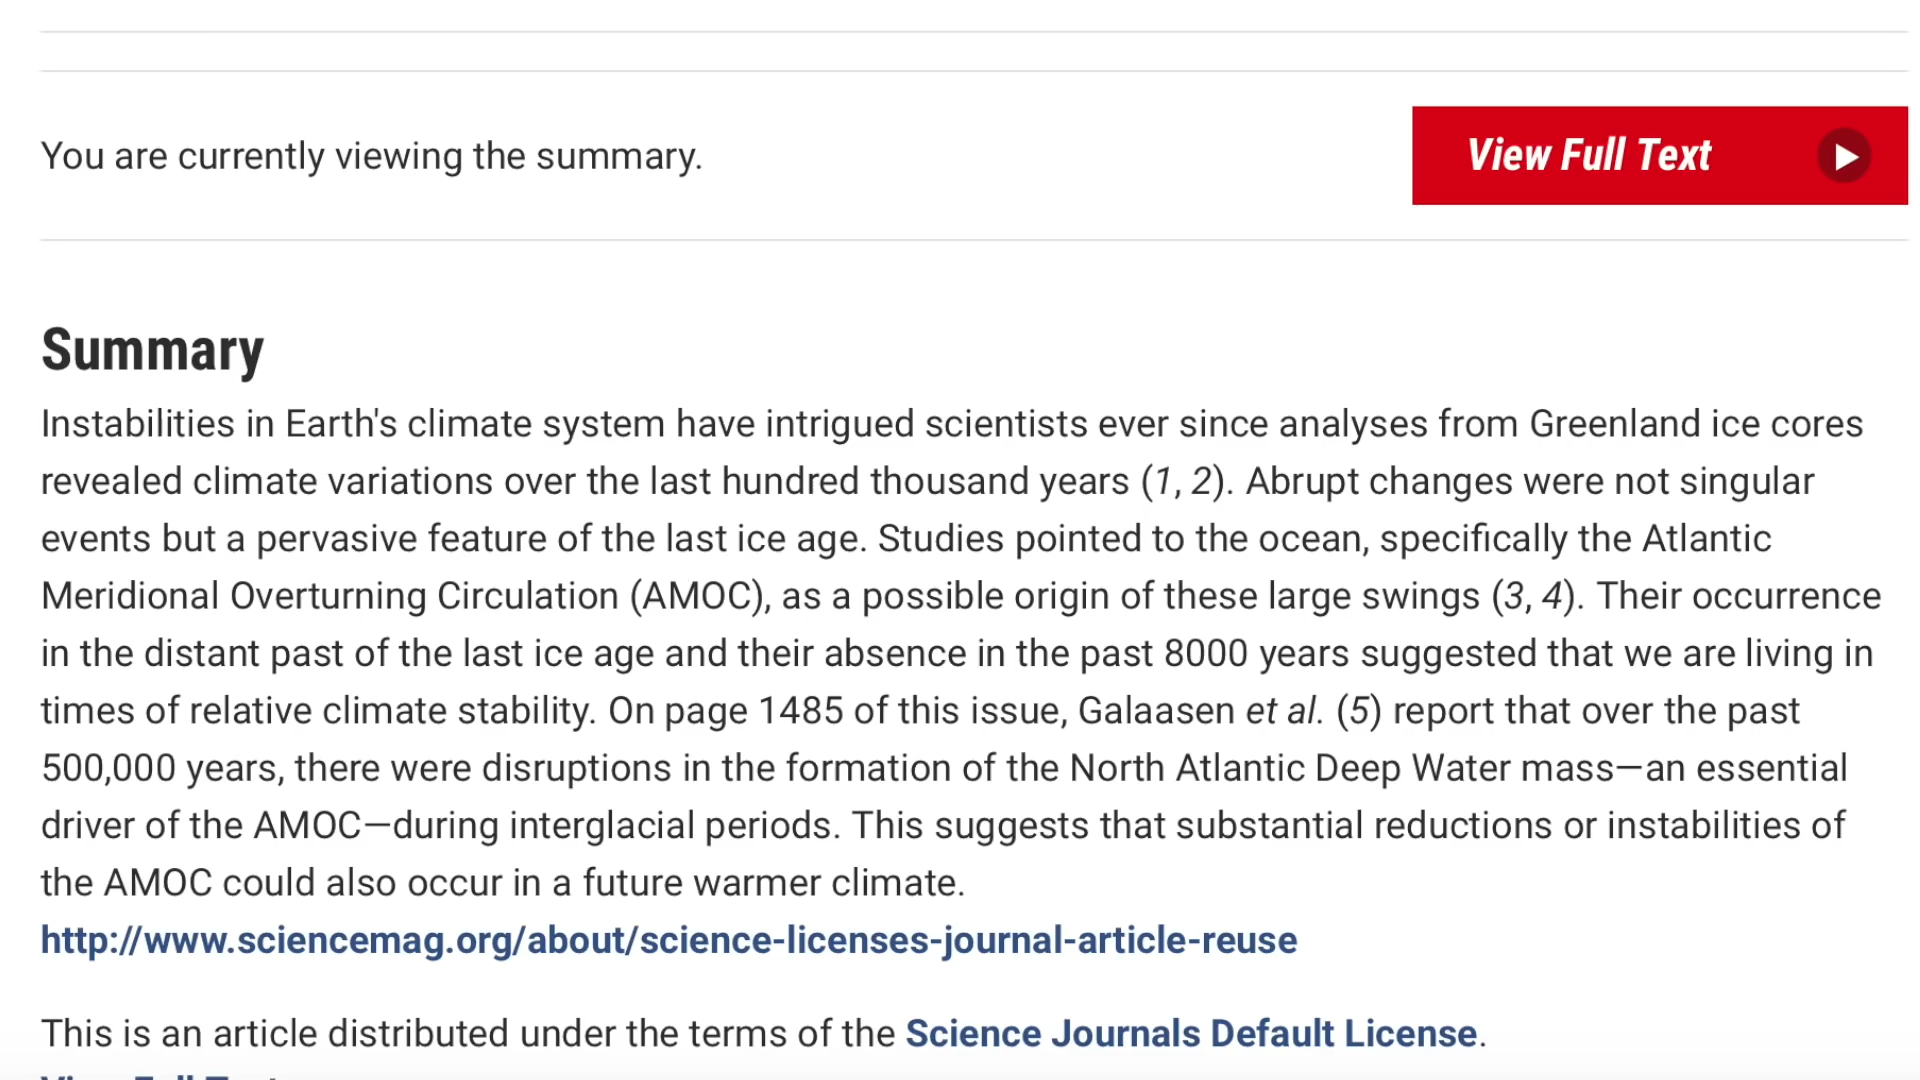 You are currently viewing the summary.
View Full Text
Summary
Instabilities in Earth's climate system have intrigued scientists ever since analyses from Greenland ice cores
revealed climate variations over the last hundred thousand years (1, 2). Abrupt changes were not singular
events but a pervasive feature of the last ice age. Studies pointed to the ocean, specifically the Atlantic
Meridional Overturning Circulation (AMOC), as a possible origin of these large swings (3, 4). Their occurrence
in the distant past of the last ice age and their absence in the past 8000 years suggested that we are living in
times of relative climate stability. On page 1485 of this issue, Galaasen et al. (5) report that over the past
500,000 years, there were disruptions in the formation of the North Atlantic Deep Water mass—an essential
driver of the AMOC—during interglacial periods. This suggests that substantial reductions or instabilities of
the AMOC could also occur in a future warmer climate.
http://www.sciencemag.org/about/science-licenses-journal-article-reuse
This is an article distributed under the terms of the Science Journals Default License.